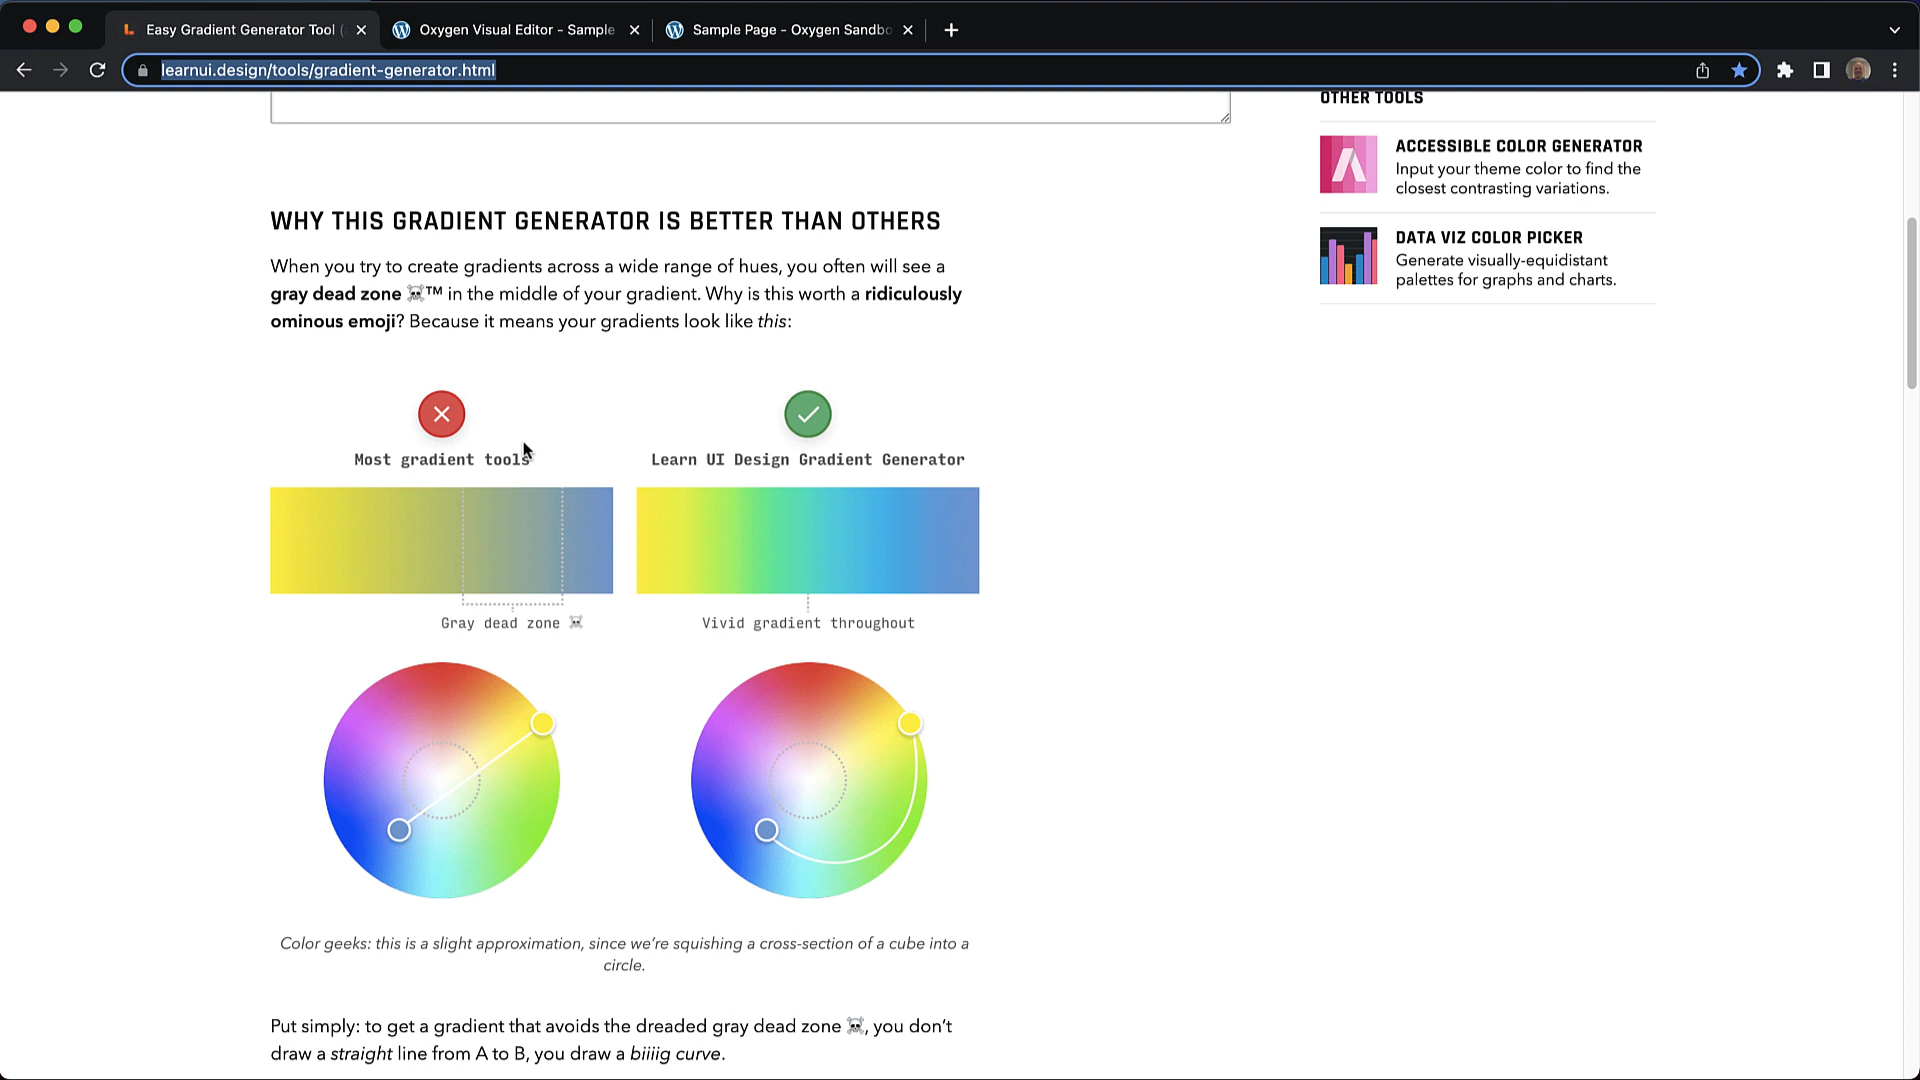 Easy Gradient Generator Tool (
Oxygen Visual Editor - Sample
Sample Page - Oxygen Sandbo
learnui.design/tools/gradient-generator.html
OTHER TOOLS
ACCESSIBLE COLOR GENERATOR
Input your theme color to find the
closest contrasting variations.
DATA VIZ COLOR PICKER
Generate visually-equidistant
palettes for graphs and charts.
WHY THIS GRADIENT GENERATOR IS BETTER THAN OTHERS
When you try to create gradients across a wide range of hues, you often will see a
gray dead zone ☠️™ in the middle of your gradient. Why is this worth a ridiculously
ominous emoji? Because it means your gradients look like this:
Most gradient tools
Learn UI Design Gradient Generator
Gray dead zone ☠️
Vivid gradient throughout
Color geeks: this is a slight approximation, since we’re squishing a cross-section of a cube into a
circle.
Put simply: to get a gradient that avoids the dreaded gray dead zone ☠️, you don’t
draw a straight line from A to B, you draw a biiiig curve.